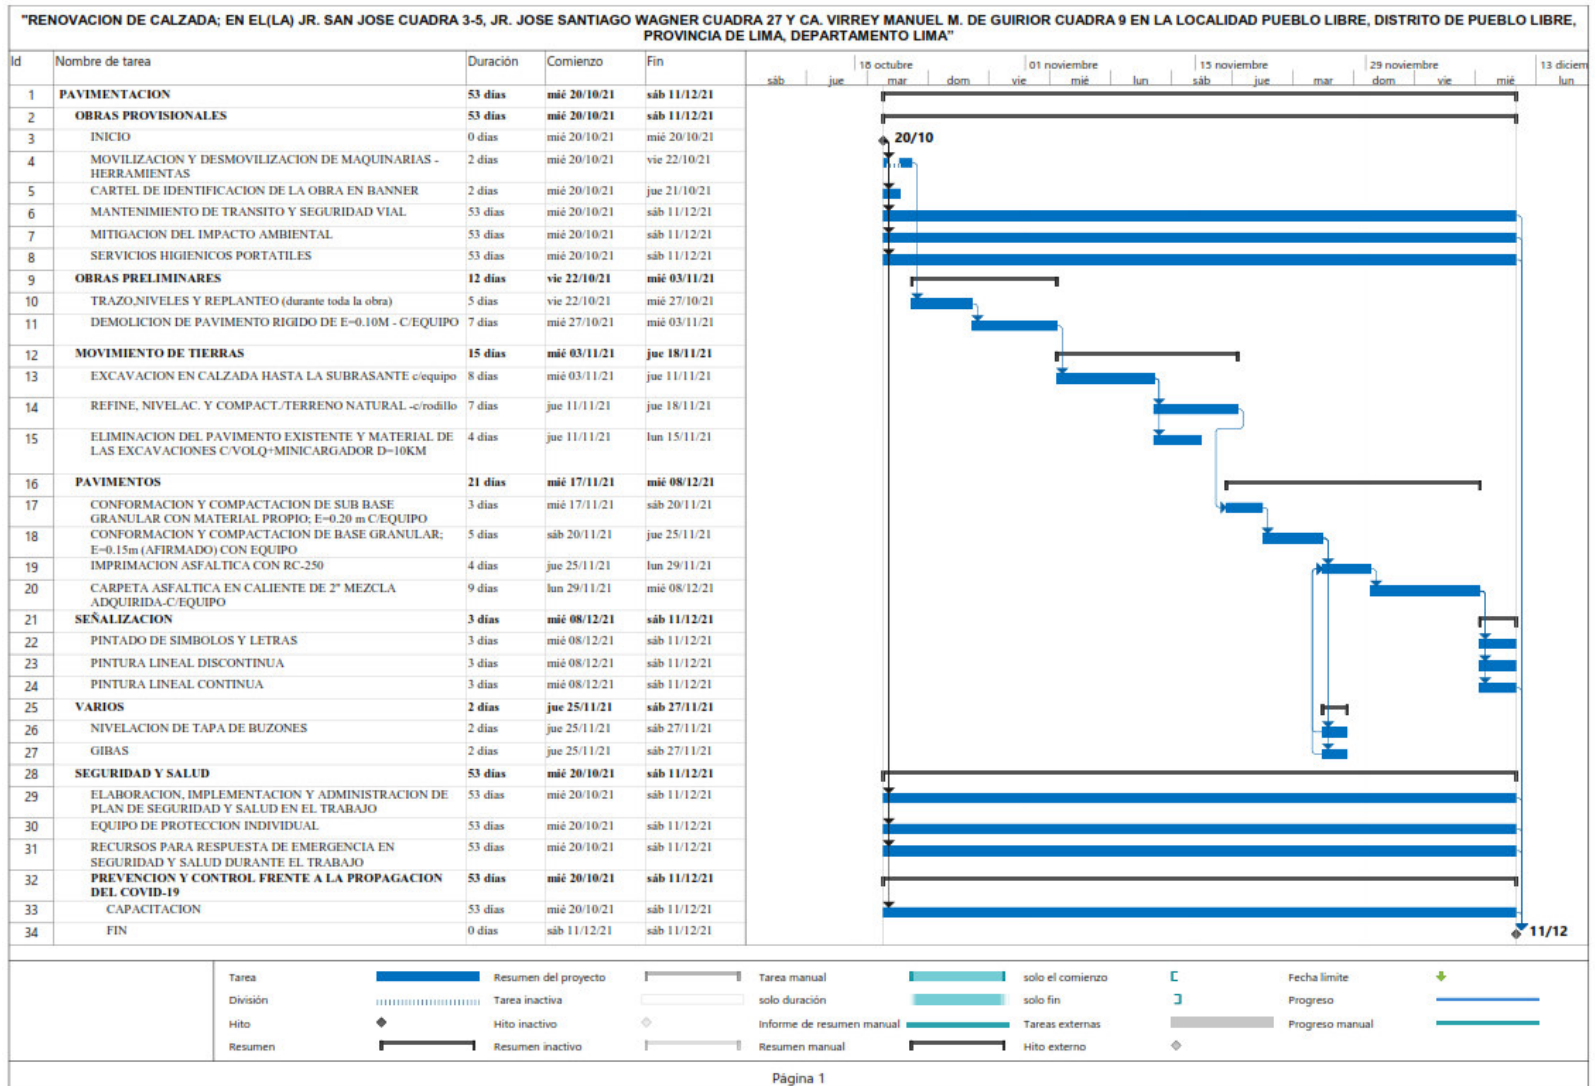 "RENOVACION DE CALZADA; EN EL(LA) JR. SAN JOSE CUADRA 3-5, JR. JOSE SANTIAGO WAGNER CUADRA 27 Y CA. VIRREY MANUEL M. DE GUIRIOR CUADRA 9 EN LA LOCALIDAD PUEBLO LIBRE, DISTRITO DE PUEBLO LIBRE,
PROVINCIA DE LIMA, DEPARTAMENTO LIMA"
Id Nombre de tarea Duración Comienzo Fin
18 octubre 01 noviembre 15 noviembre 29 noviembre 13 diciem
sáb jue mar dom vie mié lun sáb jue mar dom vie mié lun
1 PAVIMENTACION 53 días mié 20/10/21 sáb 11/12/21
2 OBRAS PROVISIONALES 53 días mié 20/10/21 sáb 11/12/21
3 INICIO 0 días mié 20/10/21 mié 20/10/21 20/10
4 MOVILIZACION Y DESMOVILIZACION DE MAQUINARIAS - 2 días mié 20/10/21 vie 22/10/21
HERRAMIENTAS
5 CARTEL DE IDENTIFICACION DE LA OBRA EN BANNER 2 días mié 20/10/21 jue 21/10/21
6 MANTENIMIENTO DE TRANSITO Y SEGURIDAD VIAL 53 días mié 20/10/21 sáb 11/12/21
7 MITIGACION DEL IMPACTO AMBIENTAL 53 días mié 20/10/21 sáb 11/12/21
8 SERVICIOS HIGIENICOS PORTATILES 53 días mié 20/10/21 sáb 11/12/21
9 OBRAS PRELIMINARES 12 días vie 22/10/21 mié 03/11/21
10 TRAZO,NIVELES Y REPLANTEO (durante toda la obra) 5 días vie 22/10/21 mié 27/10/21
11 DEMOLICION DE PAVIMENTO RIGIDO DE E=0.10M - C/EQUIPO 7 días mié 27/10/21 mié 03/11/21
12 MOVIMIENTO DE TIERRAS 15 días mié 03/11/21 jue 18/11/21
13 EXCAVACION EN CALZADA HASTA LA SUBRASANTE c/equipo 8 días mié 03/11/21 jue 11/11/21
14 REFINE, NIVELAC. Y COMPACT./TERRENO NATURAL -c/rodillo 7 días jue 11/11/21 jue 18/11/21
15 ELIMINACION DEL PAVIMENTO EXISTENTE Y MATERIAL DE 4 días jue 11/11/21 lun 15/11/21
LAS EXCAVACIONES C/VOLQ+MINICARGADOR D=10KM
16 PAVIMENTOS 21 días mié 17/11/21 mié 08/12/21
17 CONFORMACION Y COMPACTACION DE SUB BASE 3 días mié 17/11/21 sáb 20/11/21
GRANULAR CON MATERIAL PROPIO; E=0.20 m C/EQUIPO
18 CONFORMACION Y COMPACTACION DE BASE GRANULAR; 5 días sáb 20/11/21 jue 25/11/21
E=0.15m (AFIRMADO) CON EQUIPO
19 IMPRIMACION ASFALTICA CON RC-250 4 días jue 25/11/21 lun 29/11/21
20 CARPETA ASFALTICA EN CALIENTE DE 2" MEZCLA 9 días lun 29/11/21 mié 08/12/21
ADQUIRIDA-C/EQUIPO
21 SEÑALIZACION 3 días mié 08/12/21 sáb 11/12/21
22 PINTADO DE SIMBOLOS Y LETRAS 3 días mié 08/12/21 sáb 11/12/21
23 PINTURA LINEAL DISCONTINUA 3 días mié 08/12/21 sáb 11/12/21
24 PINTURA LINEAL CONTINUA 3 días mié 08/12/21 sáb 11/12/21
25 VARIOS 2 días jue 25/11/21 sáb 27/11/21
26 NIVELACION DE TAPA DE BUZONES 2 días jue 25/11/21 sáb 27/11/21
27 GIBAS 2 días jue 25/11/21 sáb 27/11/21
28 SEGURIDAD Y SALUD 53 días mié 20/10/21 sáb 11/12/21
29 ELABORACION, IMPLEMENTACION Y ADMINISTRACION DE 53 días mié 20/10/21 sáb 11/12/21
PLAN DE SEGURIDAD Y SALUD EN EL TRABAJO
30 EQUIPO DE PROTECCION INDIVIDUAL 53 días mié 20/10/21 sáb 11/12/21
31 RECURSOS PARA RESPUESTA DE EMERGENCIA EN 53 días mié 20/10/21 sáb 11/12/21
SEGURIDAD Y SALUD DURANTE EL TRABAJO
32 PREVENCION Y CONTROL FRENTE A LA PROPAGACION 53 días mié 20/10/21 sáb 11/12/21
DEL COVID-19
33 CAPACITACION 53 días mié 20/10/21 sáb 11/12/21
34 FIN 0 días sáb 11/12/21 sáb 11/12/21 11/12
Tarea Resumen del proyecto Tarea manual solo el comienzo Fecha límite
División Tarea inactiva solo duración solo fin Progreso
Hito Hito inactivo Informe de resumen manual Tareas externas Progreso manual
Resumen Resumen inactivo Resumen manual Hito externo
Página 1